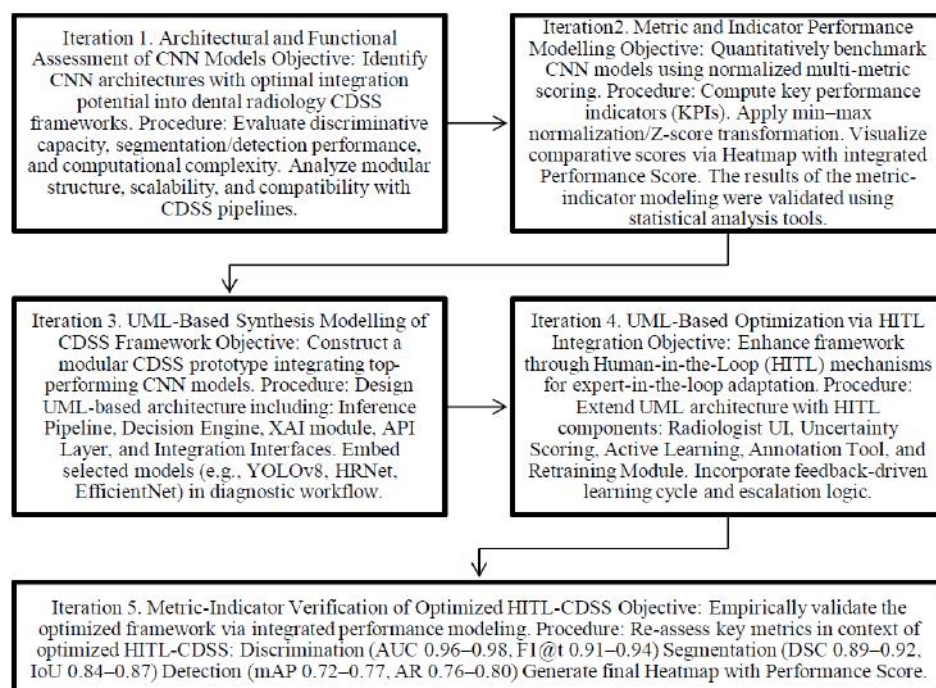 Iteration 1. Architectural and Functional
Assessment of CNN Models Objective: Identify
CNN architectures with optimal integration
potential into dental radiology CDSS
frameworks. Procedure: Evaluate discriminative
capacity, segmentation/detection performance,
and computational complexity. Analyze modular
structure, scalability, and compatibility with
CDSS pipelines.
Iteration2. Metric and Indicator Performance
Modelling Objective: Quantitatively benchmark
CNN models using normalized multi-metric
scoring. Procedure: Compute key performance
indicators (KPIs). Apply min–max
normalization/Z-score transformation. Visualize
comparative scores via Heatmap with integrated
Performance Score. The results of the metric-
indicator modeling were validated using
statistical analysis tools.
Iteration 3. UML-Based Synthesis Modelling of
CDSS Framework Objective: Construct a
modular CDSS prototype integrating top-
performing CNN models. Procedure: Design
UML-based architecture including: Inference
Pipeline, Decision Engine, XAI module, API
Layer, and Integration Interfaces. Embed
selected models (e.g., YOLOv8, HRNet,
EfficientNet) in diagnostic workflow.
Iteration 4. UML-Based Optimization via HITL
Integration Objective: Enhance framework
through Human-in-the-Loop (HITL) mechanisms
for expert-in-the-loop adaptation. Procedure:
Extend UML architecture with HITL
components: Radiologist UI, Uncertainty
Scoring, Active Learning, Annotation Tool, and
Retraining Module. Incorporate feedback-driven
learning cycle and escalation logic.
Iteration 5. Metric-Indicator Verification of Optimized HITL-CDSS Objective: Empirically validate the
optimized framework via integrated performance modeling. Procedure: Re-assess key metrics in context of
optimized HITL-CDSS: Discrimination (AUC 0.96–0.98, F1@t 0.91–0.94) Segmentation (DSC 0.89–0.92,
IoU 0.84–0.87) Detection (mAP 0.72–0.77, AR 0.76–0.80) Generate final Heatmap with Performance Score.